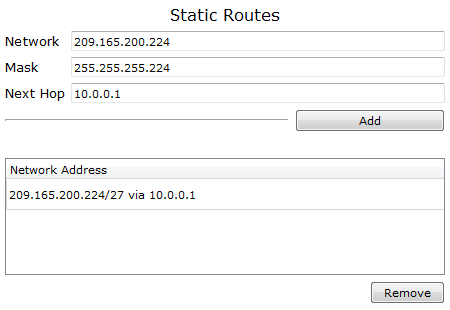 Static Routes
Network 209.165.200.224
Mask 255.255.255.224
Next Hop 10.0.0.1
Add
Network Address
209.165.200.224/27 via 10.0.0.1
Remove